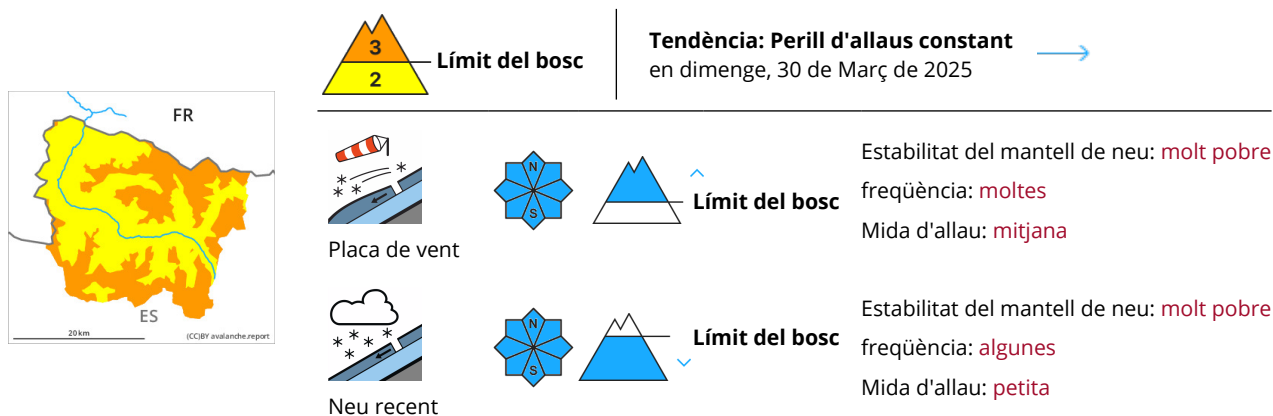 3
2
Límit del bosc
Tendència: Perill d'allaus constant
en dimenge, 30 de Març de 2025
FR
ES
20 km
(CC)BY avalanche.report
N
S
Límit del bosc
Placa de vent
Estabilitat del mantell de neu: molt pobre
freqüència: moltes
Mida d'allau: mitjana
N
S
Límit del bosc
Neu recent
Estabilitat del mantell de neu: molt pobre
freqüència: algunes
Mida d'allau: petita